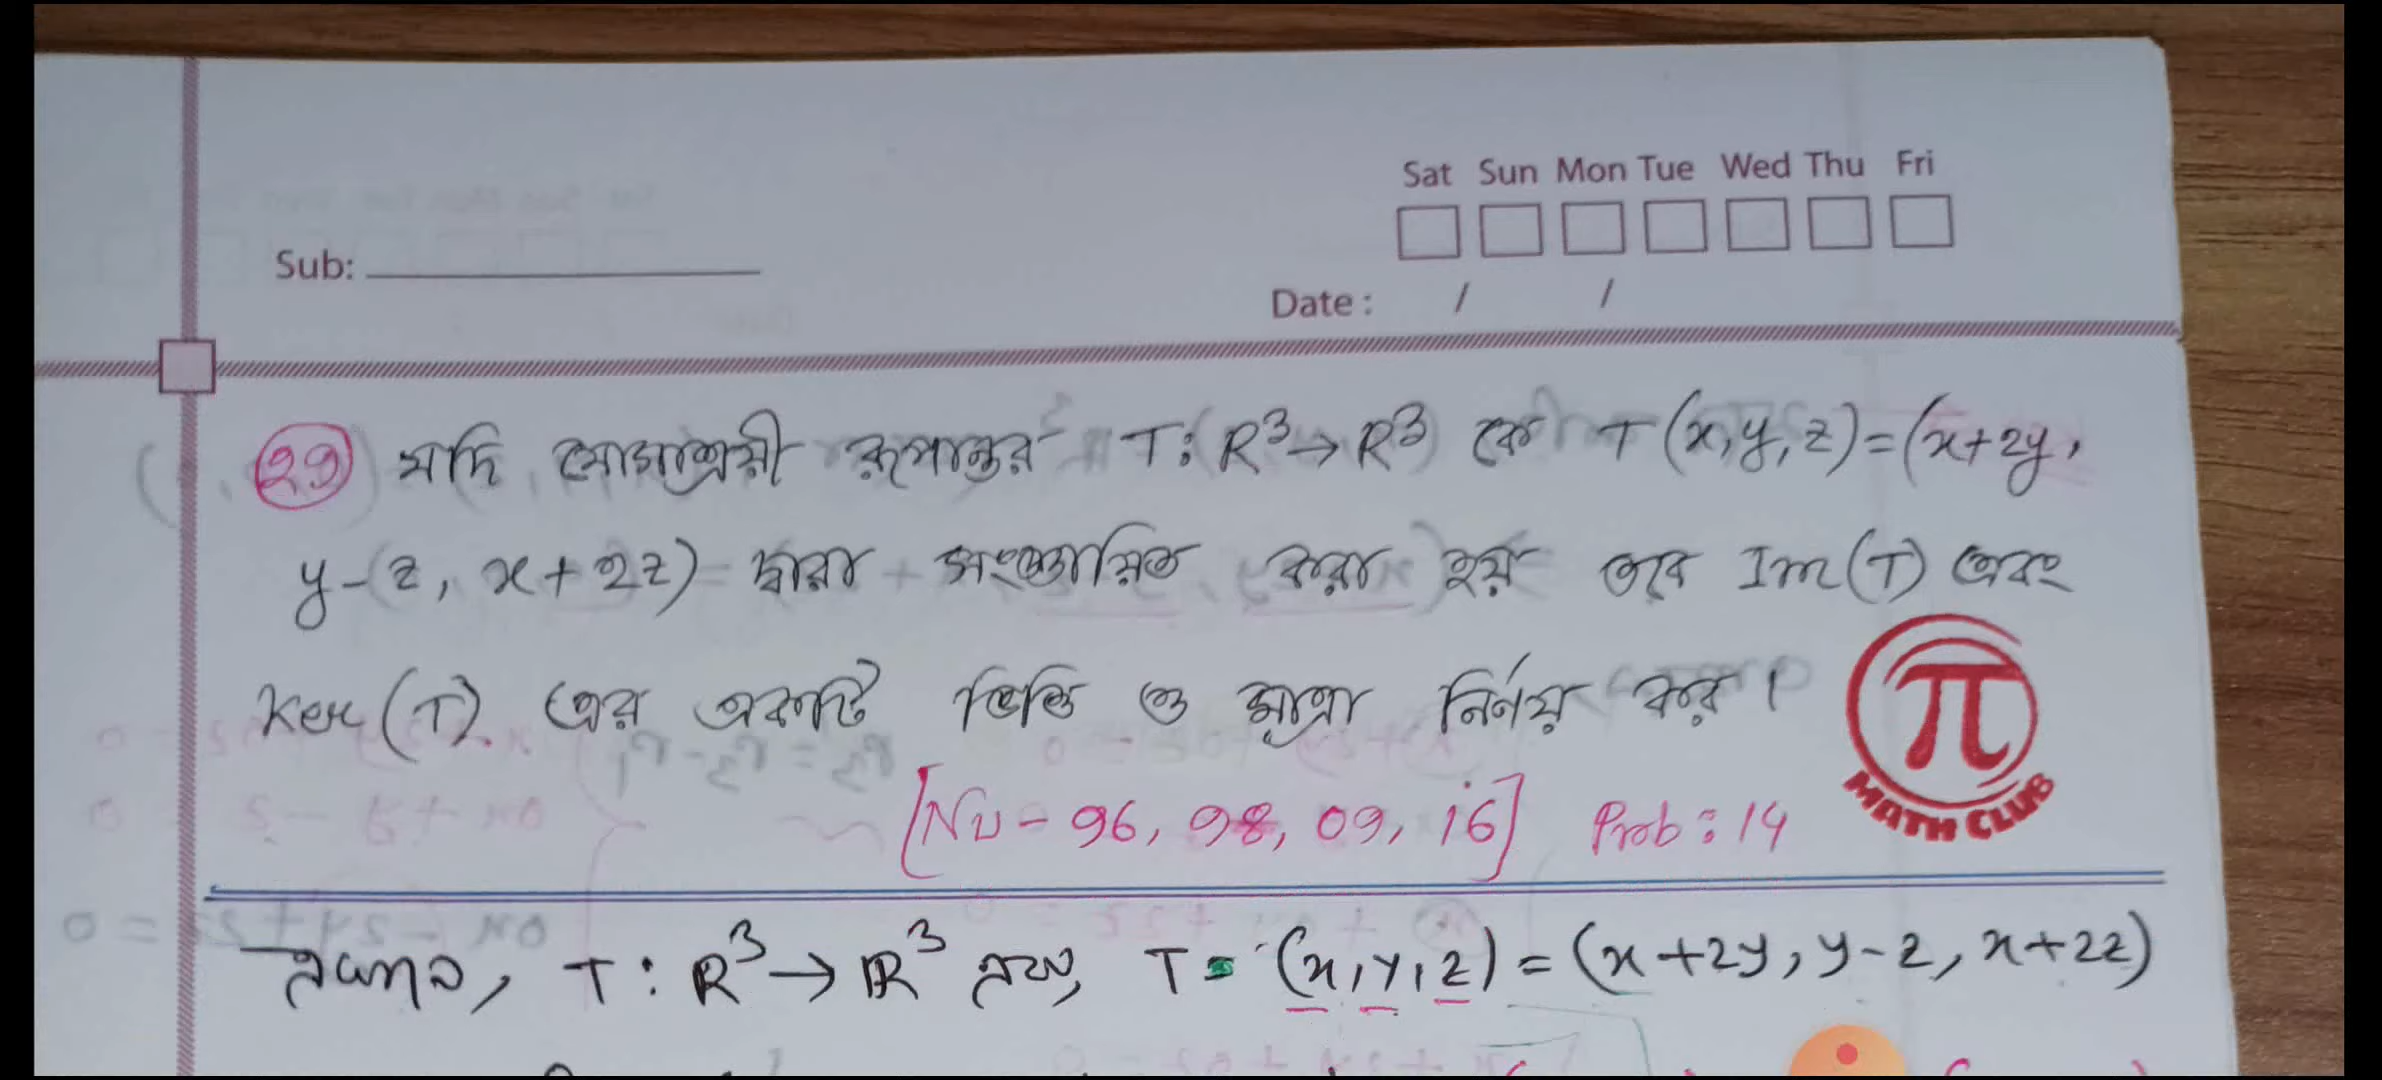 Sat Sun Mon Tue Wed Thu Fri
Sub:
Date : / /
29 যদি যোগাশ্রয়ী রূপান্তর T: R³→R³ কে T(x,y,z)=(x+2y,
y-z, x+2z) দ্বারা সংজ্ঞায়িত করা হয় তবে Im(T) এবং
Ker(T). এর একটি ভিত্তি ও মাত্রা নির্ণয় কর।
[NU - 96, 98, 09, 16] Prob: 14
π
MATH CLUB
এখানে, T: R³→R³ এবং, T= (x,y,z) = (x+2y, y-z, x+2z)